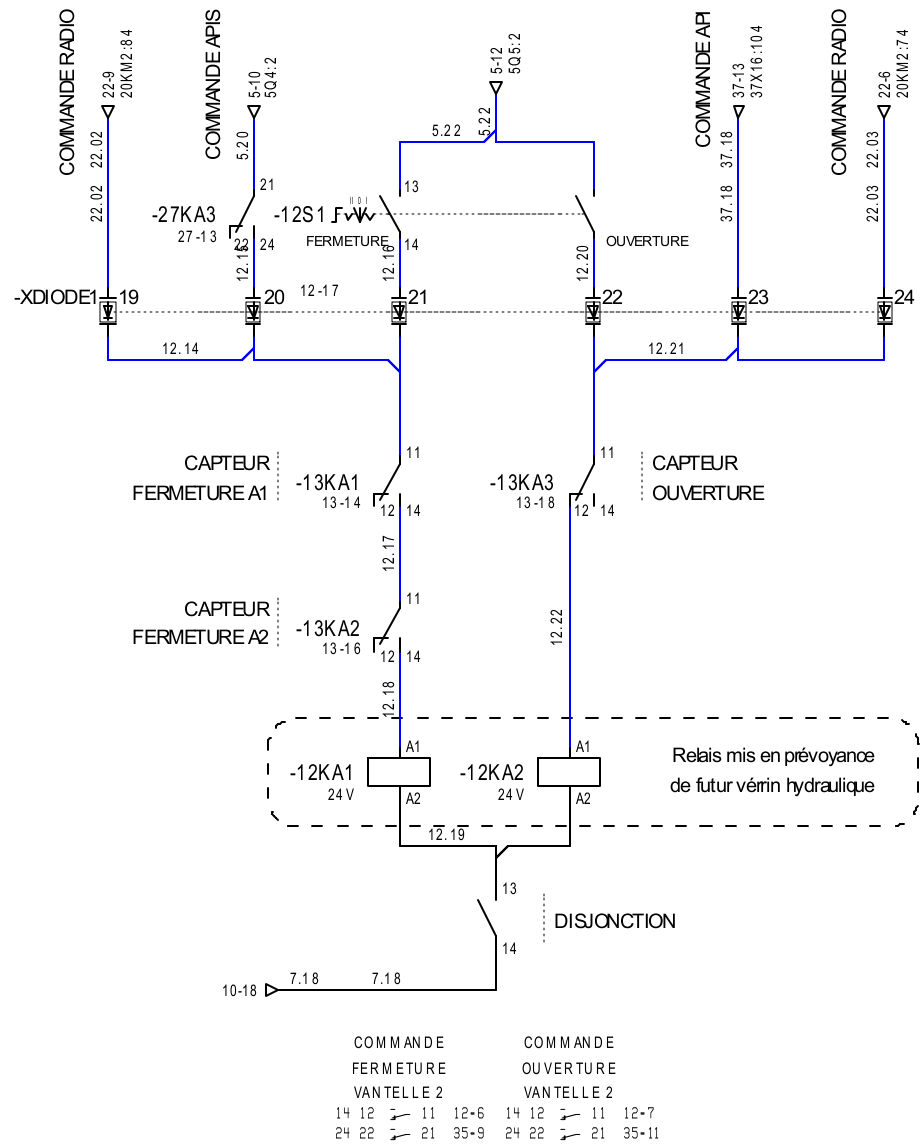 COMMANDE RADIO
22-9
20KM2:84
COMMANDE APIS
5-10
5Q4:2
5-12
5Q5:2
COMMANDE API
37-13
37X16:104
COMMANDE RADIO
22-6
20KM2:74
22.02
22.02
5.20
5.22
5.22
37.18
37.18
22.03
22.03
21
-27KA3
27-13
22
24
12.15
-12S1
II 0 I
13
FERMETURE
14
12.16
OUVERTURE
12.20
-XDIODE1
19
20
12-17
21
22
23
24
12.14
12.21
CAPTEUR
FERMETURE A1
-13KA1
13-14
11
12
14
-13KA3
13-18
11
12
14
CAPTEUR
OUVERTURE
12.17
CAPTEUR
FERMETURE A2
-13KA2
13-16
11
12
14
12.22
12.18
-12KA1
24V
A1
A2
-12KA2
24V
A1
A2
Relais mis en prévoyance
de futur vérrin hydraulique
12.19
13
14
DISJONCTION
10-18
7.18
7.18
COMMANDE
FERMETURE
VANTELLE 2
14 12 11 12-6
24 22 21 35-9
COMMANDE
OUVERTURE
VANTELLE 2
14 12 11 12-7
24 22 21 35-11